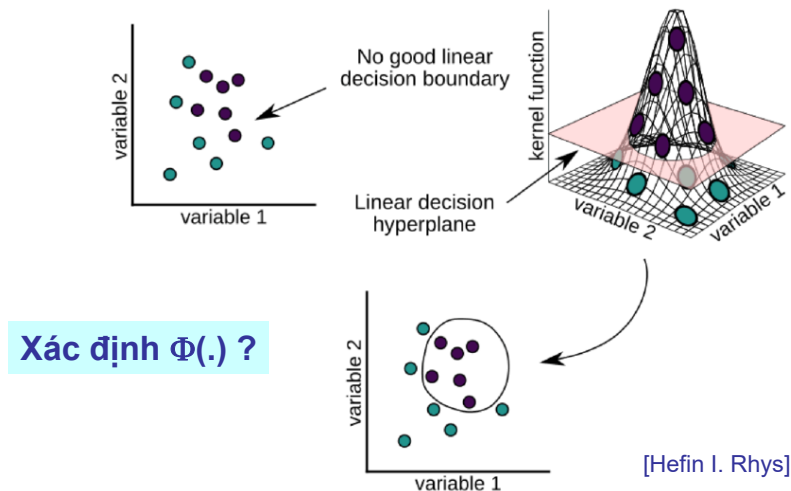 variable 2
variable 1
No good linear
decision boundary
kernel function
variable 2
variable 1
Linear decision
hyperplane
Xác định Φ(.) ?
variable 2
variable 1
[Hefin I. Rhys]